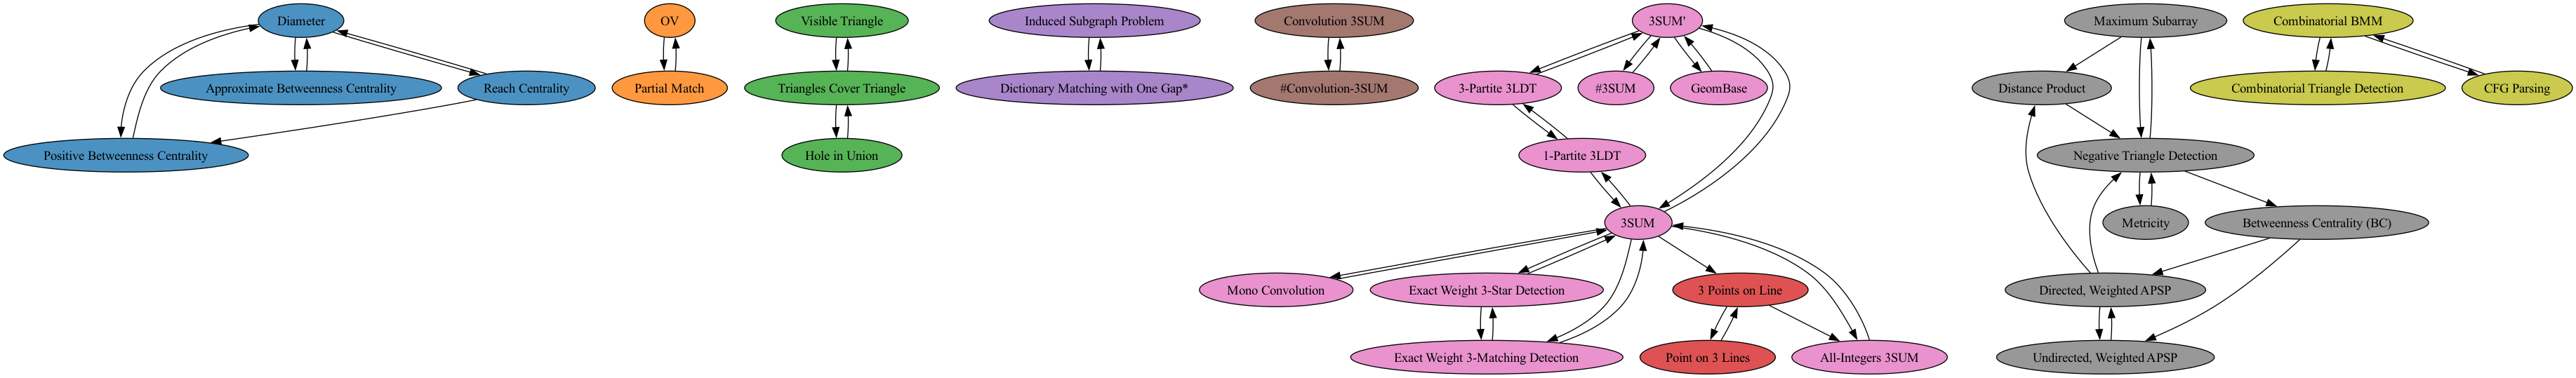 Diameter
OV
Visible Triangle
Induced Subgraph Problem
Convolution 3SUM
3SUM'
Maximum Subarray
Combinatorial BMM
Approximate Betweenness Centrality
Reach Centrality
Partial Match
Triangles Cover Triangle
Dictionary Matching with One Gap*
#Convolution-3SUM
3-Partite 3LDT
#3SUM
GeomBase
Distance Product
Combinatorial Triangle Detection
CFG Parsing
Positive Betweenness Centrality
Hole in Union
1-Partite 3LDT
Negative Triangle Detection
3SUM
Metricity
Betweenness Centrality (BC)
Mono Convolution
Exact Weight 3-Star Detection
3 Points on Line
Directed, Weighted APSP
Exact Weight 3-Matching Detection
Point on 3 Lines
All-Integers 3SUM
Undirected, Weighted APSP